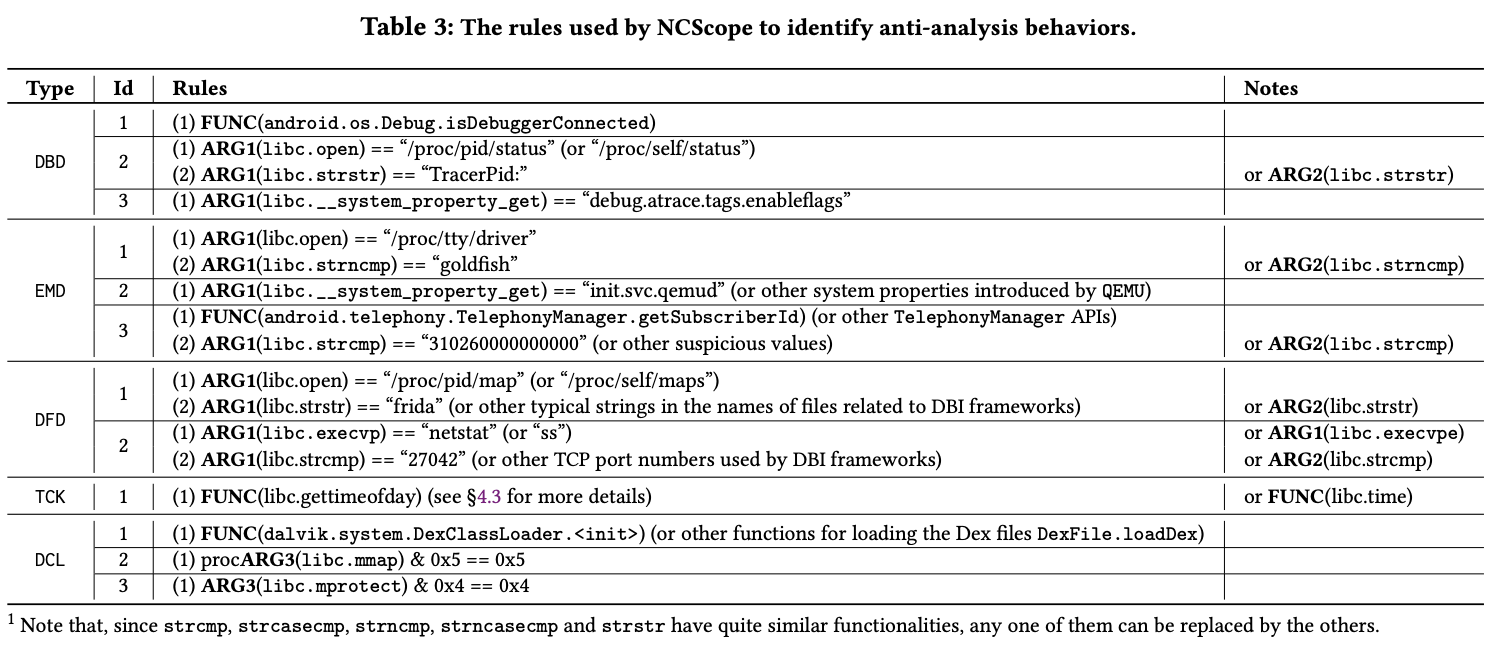 Table 3: The rules used by NCScope to identify anti-analysis behaviors.
Type Id Rules Notes
DBD
1 (1) FUNC(android.os.Debug.isDebuggerConnected)
2 (1) ARG1(libc.open) == “/proc/pid/status” (or “/proc/self/status”)
(2) ARG1(libc.strstr) == “TracerPid:” or ARG2(libc.strstr)
3 (1) ARG1(libc.__system_property_get) == “debug.atrace.tags.enableflags”
EMD
1 (1) ARG1(libc.open) == “/proc/tty/driver”
(2) ARG1(libc.strncmp) == “goldfish” or ARG2(libc.strncmp)
2 (1) ARG1(libc.__system_property_get) == “init.svc.qemud” (or other system properties introduced by QEMU)
3 (1) FUNC(android.telephony.TelephonyManager.getSubscriberId) (or other TelephonyManager APIs)
(2) ARG1(libc.strcmp) == “310260000000000” (or other suspicious values) or ARG2(libc.strcmp)
DFD
1 (1) ARG1(libc.open) == “/proc/pid/map” (or “/proc/self/maps”)
(2) ARG1(libc.strstr) == “frida” (or other typical strings in the names of files related to DBI frameworks) or ARG2(libc.strstr)
2 (1) ARG1(libc.execvp) == “netstat” (or “ss”) or ARG1(libc.execvpe)
(2) ARG1(libc.strcmp) == “27042” (or other TCP port numbers used by DBI frameworks) or ARG2(libc.strcmp)
TCK 1 (1) FUNC(libc.gettimeofday) (see §4.3 for more details) or FUNC(libc.time)
DCL
1 (1) FUNC(dalvik.system.DexClassLoader.<init>) (or other functions for loading the Dex files DexFile.loadDex)
2 (1) procARG3(libc.mmap) & 0x5 == 0x5
3 (1) ARG3(libc.mprotect) & 0x4 == 0x4
1 Note that, since strcmp, strcasecmp, strncmp, strncasecmp and strstr have quite similar functionalities, any one of them can be replaced by the others.